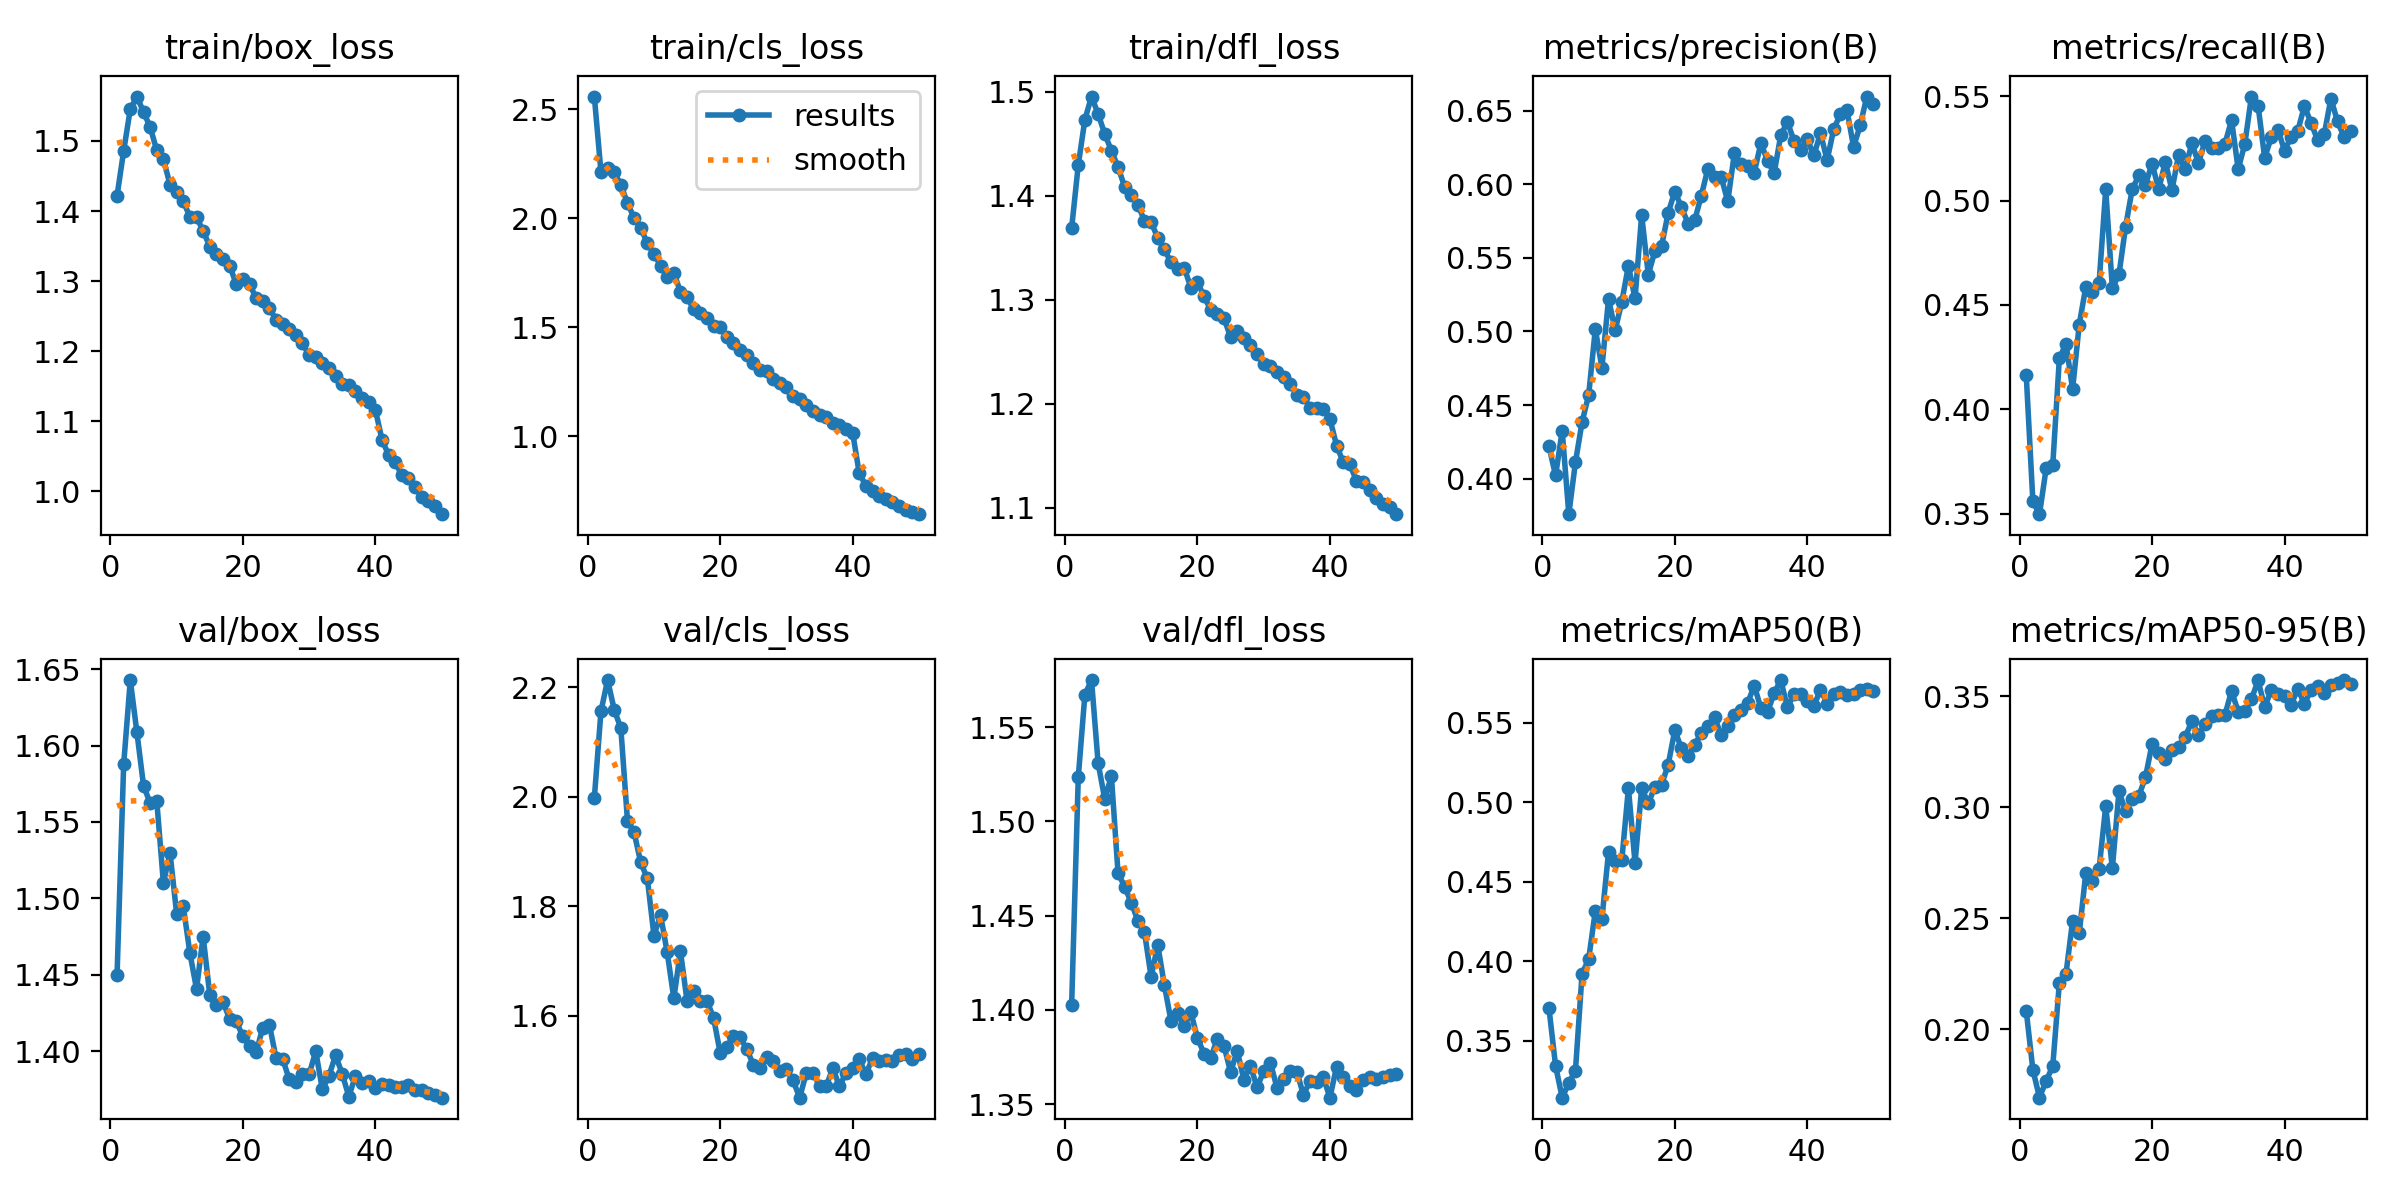 train/box_loss
1.5
1.4
1.3
1.2
1.1
1.0
0 20 40
train/cls_loss
results
smooth
2.5
2.0
1.5
1.0
0 20 40
train/dfl_loss
1.5
1.4
1.3
1.2
1.1
0 20 40
metrics/precision(B)
0.65
0.60
0.55
0.50
0.45
0.40
0 20 40
metrics/recall(B)
0.55
0.50
0.45
0.40
0.35
0 20 40
val/box_loss
1.65
1.60
1.55
1.50
1.45
1.40
0 20 40
val/cls_loss
2.2
2.0
1.8
1.6
0 20 40
val/dfl_loss
1.55
1.50
1.45
1.40
1.35
0 20 40
metrics/mAP50(B)
0.55
0.50
0.45
0.40
0.35
0 20 40
metrics/mAP50-95(B)
0.35
0.30
0.25
0.20
0 20 40